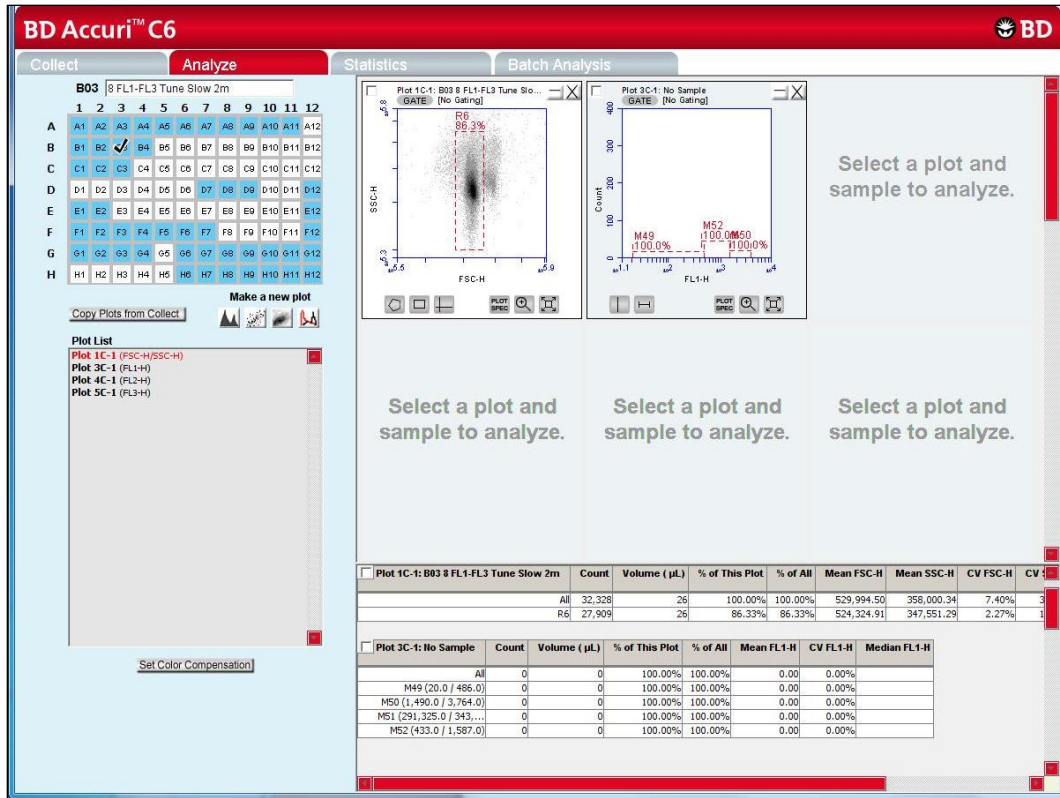 BD Accuri™ C6
BD
Collect
Analyze
Statistics
Batch Analysis
B03 8 FL1-FL3 Tune Slow 2m
1 2 3 4 5 6 7 8 9 10 11 12
A A1 A2 A3 A4 A5 A6 A7 A8 A9 A10 A11 A12
B B1 B2 B4 B5 B6 B7 B8 B9 B10 B11 B12
C C1 C2 C3 C4 C5 C6 C7 C8 C9 C10 C11 C12
D D1 D2 D3 D4 D5 D6 D7 D8 D9 D10 D11 D12
E E1 E2 E3 E4 E5 E6 E7 E8 E9 E10 E11 E12
F F1 F2 F3 F4 F5 F6 F7 F8 F9 F10 F11 F12
G G1 G2 G3 G4 G5 G6 G7 G8 G9 G10 G11 G12
H H1 H2 H3 H4 H5 H6 H7 H8 H9 H10 H11 H12
Make a new plot
Copy Plots from Collect
Plot List
Plot 1C-1 (FSC-H/SSC-H)
Plot 3C-1 (FL1-H)
Plot 4C-1 (FL2-H)
Plot 5C-1 (FL3-H)
Set Color Compensation
Plot 1C-1: B03 8 FL1-FL3 Tune Slo...
GATE [No Gating]
R6
86.3%
SSC-H
FSC-H
PLOT SPEC
Plot 3C-1: No Sample
GATE [No Gating]
400
300
200
100
0
Count
M49
100.0%
M52
M50
FL1-H
PLOT SPEC
Select a plot and
sample to analyze.
Select a plot and
sample to analyze.
Select a plot and
sample to analyze.
Select a plot and
sample to analyze.
Plot 1C-1: B03 8 FL1-FL3 Tune Slow 2m Count Volume ( µL) % of This Plot % of All Mean FSC-H Mean SSC-H CV FSC-H CV
All 32,328 26 100.00% 100.00% 529,994.50 358,000.34 7.40% 3
R6 27,909 26 86.33% 86.33% 524,324.91 347,551.29 2.27% 1
Plot 3C-1: No Sample Count Volume ( µL) % of This Plot % of All Mean FL1-H CV FL1-H Median FL1-H
All 0 0 100.00% 100.00% 0.00 0.00%
M49 (20.0 / 486.0) 0 0 100.00% 100.00% 0.00 0.00%
M50 (1,490.0 / 3,764.0) 0 0 100.00% 100.00% 0.00 0.00%
M51 (291,325.0 / 343,... 0 0 100.00% 100.00% 0.00 0.00%
M52 (433.0 / 1,587.0) 0 0 100.00% 100.00% 0.00 0.00%